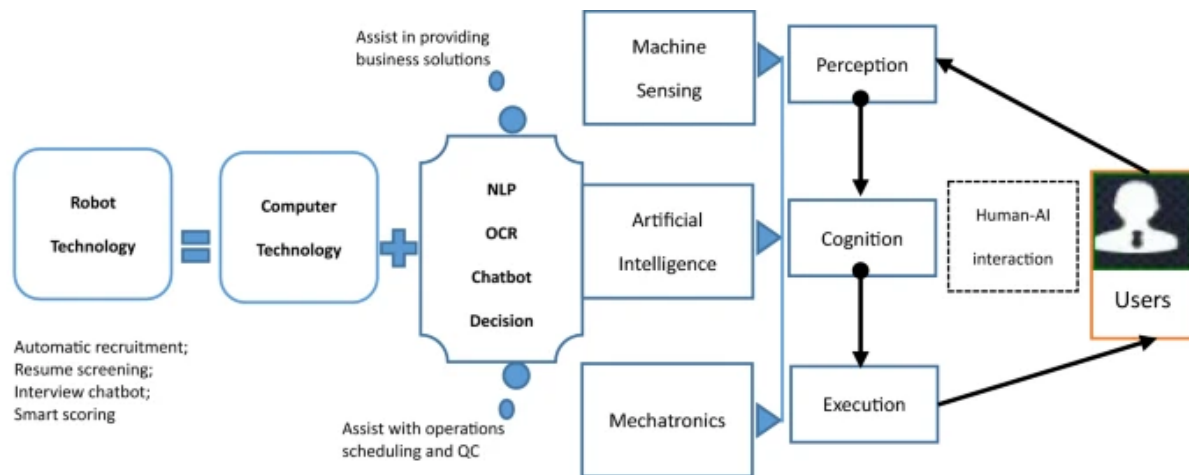 Assist in providing
business solutions
Robot
Technology
Computer
Technology
NLP
OCR
Chatbot
Decision
Automatic recruitment;
Resume screening;
Interview chatbot;
Smart scoring
Assist with operations
scheduling and QC
Machine
Sensing
Artificial
Intelligence
Mechatronics
Perception
Cognition
Execution
Human-AI
interaction
Users